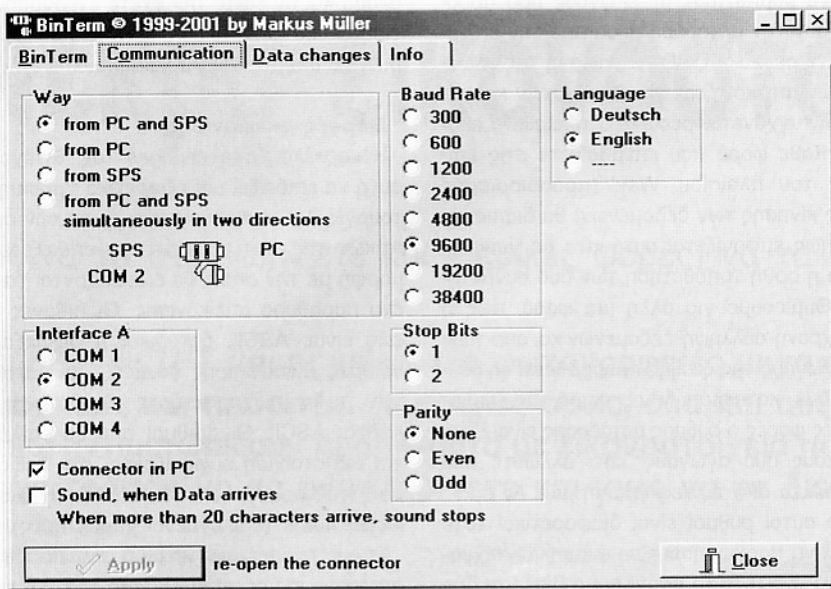 BinTerm © 1999-2001 by Markus Müller
BinTerm Communication Data changes Info
Way
from PC and SPS
from PC
from SPS
from PC and SPS
simultaneously in two directions
SPS PC
COM 2
Baud Rate
300
600
1200
2400
4800
9600
19200
38400
Language
Deutsch
English
---
Interface A
COM 1
COM 2
COM 3
COM 4
Stop Bits
1
2
Parity
None
Even
Odd
Connector in PC
Sound, when Data arrives
When more than 20 characters arrive, sound stops
Apply re-open the connector
Close